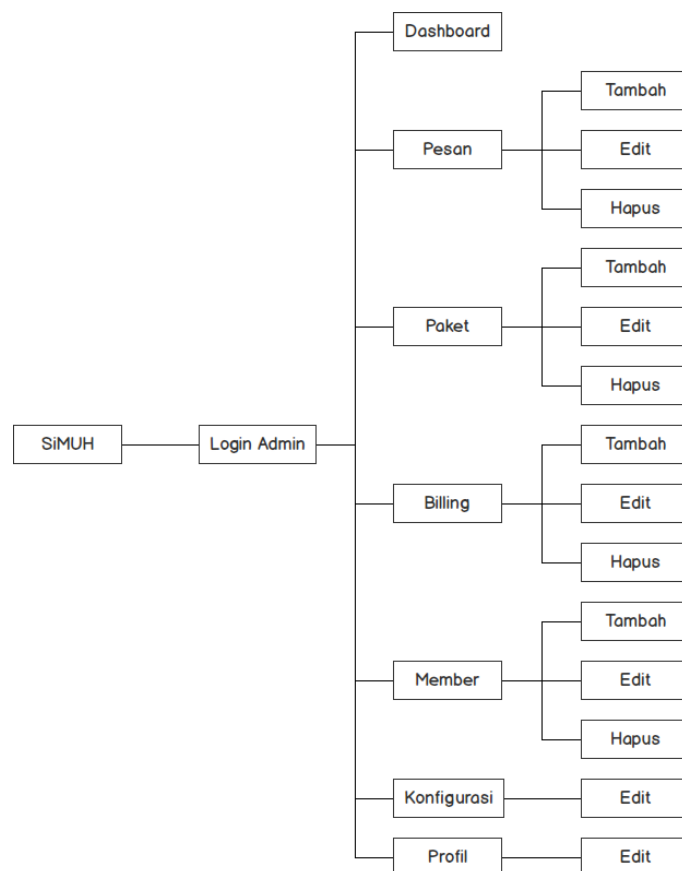 Dashboard
Tambah
Pesan
Edit
Hapus
Tambah
Paket
Edit
Hapus
SiMUH
Login Admin
Tambah
Billing
Edit
Hapus
Tambah
Member
Edit
Hapus
Konfigurasi
Edit
Profil
Edit